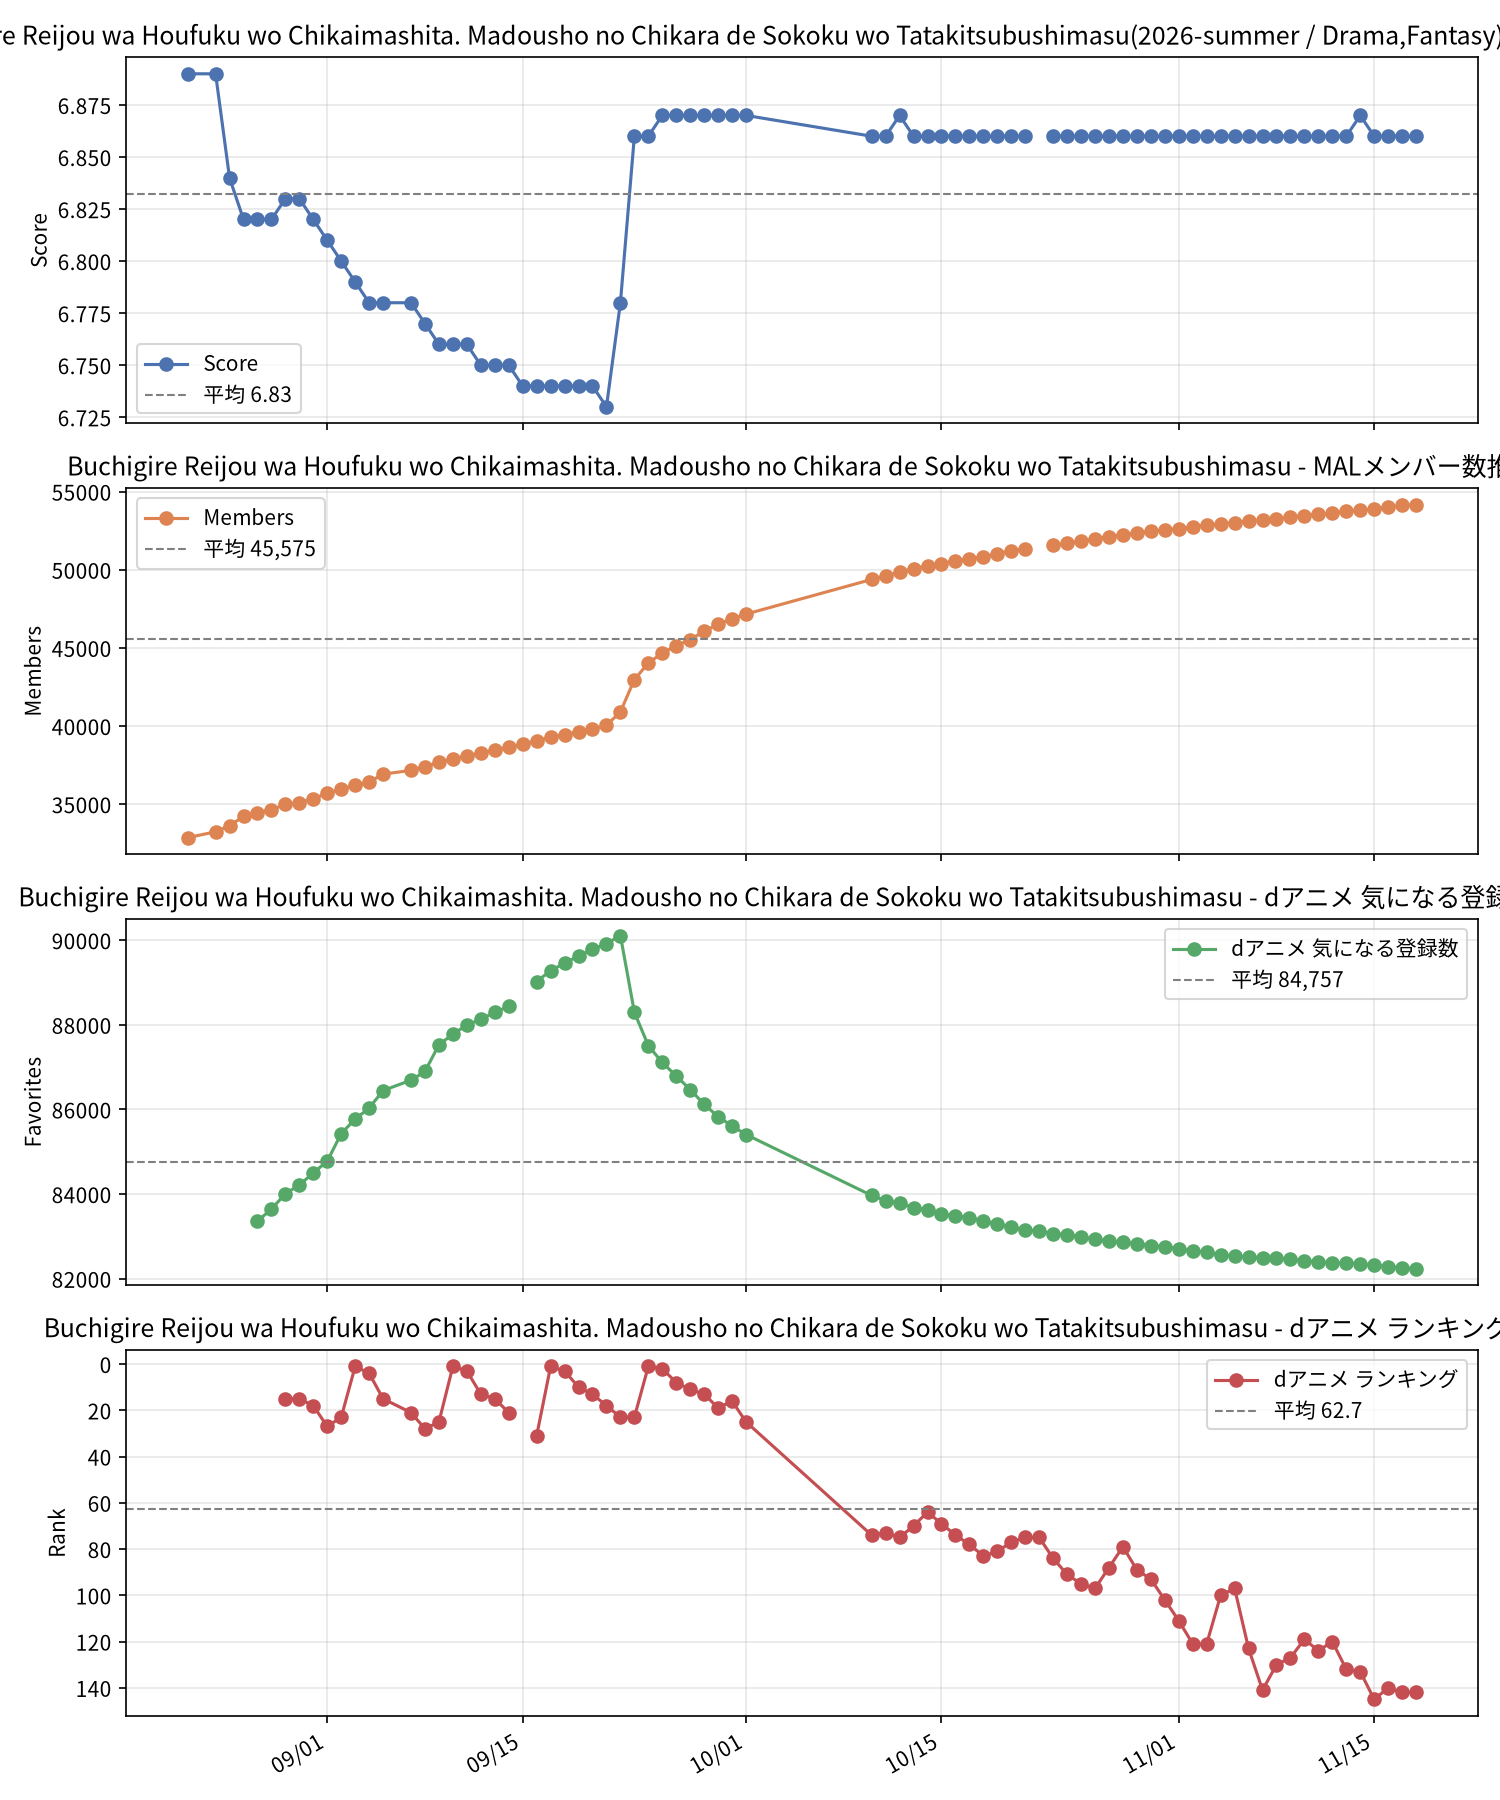 re Reijou wa Houfuku wo Chikaimashita. Madousho no Chikara de Sokoku wo Tatakitsubushimasu(2026-summer / Drama,Fantasy)
6.875
6.850
6.825
6.800
6.775
6.750
6.725
Score
Score
平均 6.83
Buchigire Reijou wa Houfuku wo Chikaimashita. Madousho no Chikara de Sokoku wo Tatakitsubushimasu - MALメンバー数推
55000
50000
45000
40000
35000
Members
Members
平均 45,575
Buchigire Reijou wa Houfuku wo Chikaimashita. Madousho no Chikara de Sokoku wo Tatakitsubushimasu - dアニメ 気になる登録
90000
88000
86000
84000
82000
Favorites
dアニメ 気になる登録数
平均 84,757
Buchigire Reijou wa Houfuku wo Chikaimashita. Madousho no Chikara de Sokoku wo Tatakitsubushimasu - dアニメ ランキング
0
20
40
60
80
100
120
140
Rank
dアニメ ランキング
平均 62.7
09/01
09/15
10/01
10/15
11/01
11/15